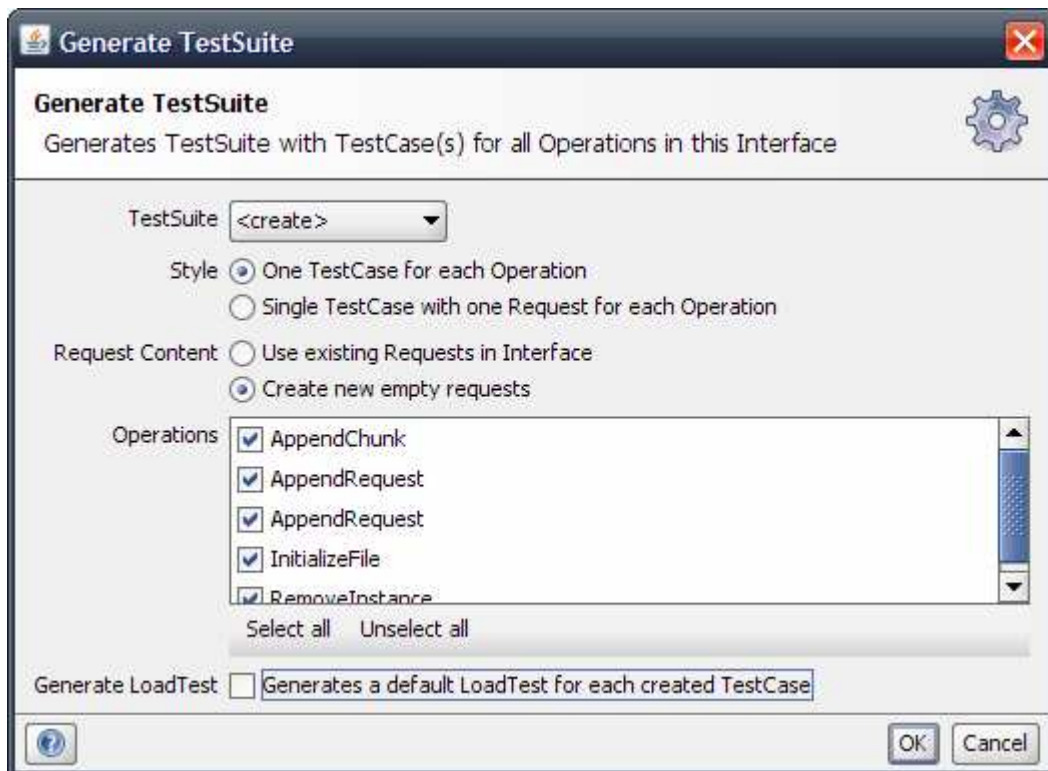 Generate TestSuite
Generate TestSuite
Generates TestSuite with TestCase(s) for all Operations in this Interface
TestSuite <create>
Style One TestCase for each Operation
Single TestCase with one Request for each Operation
Request Content Use existing Requests in Interface
Create new empty requests
Operations AppendChunk
AppendRequest
AppendRequest
InitializeFile
RemoveInstance
Select all Unselect all
Generate LoadTest Generates a default LoadTest for each created TestCase
? OK Cancel